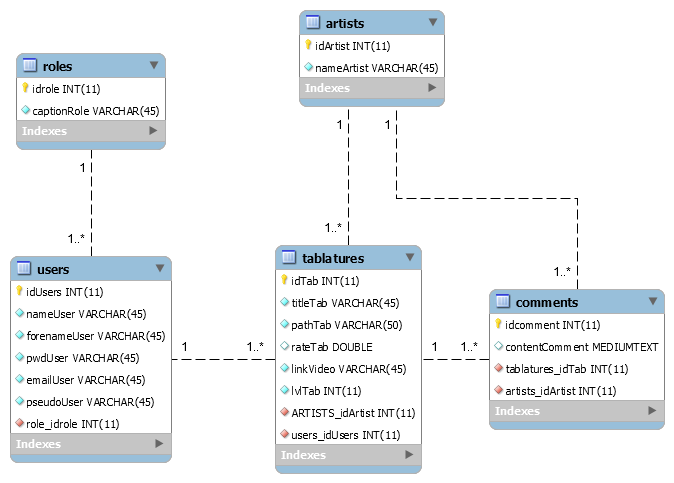 artists
idArtist INT(11)
nameArtist VARCHAR(45)
Indexes
roles
idrole INT(11)
captionRole VARCHAR(45)
Indexes
1
1
1
1..*
1..*
1..*
users
idUsers INT(11)
nameUser VARCHAR(45)
forenameUser VARCHAR(45)
pwdUser VARCHAR(45)
emailUser VARCHAR(45)
pseudoUser VARCHAR(45)
role_idrole INT(11)
Indexes
1
1..*
tablatures
idTab INT(11)
titleTab VARCHAR(45)
pathTab VARCHAR(50)
rateTab DOUBLE
linkVideo VARCHAR(45)
lvlTab INT(11)
ARTISTS_idArtist INT(11)
users_idUsers INT(11)
Indexes
1
1..*
comments
idcomment INT(11)
contentComment MEDIUMTEXT
tablatures_idTab INT(11)
artists_idArtist INT(11)
Indexes